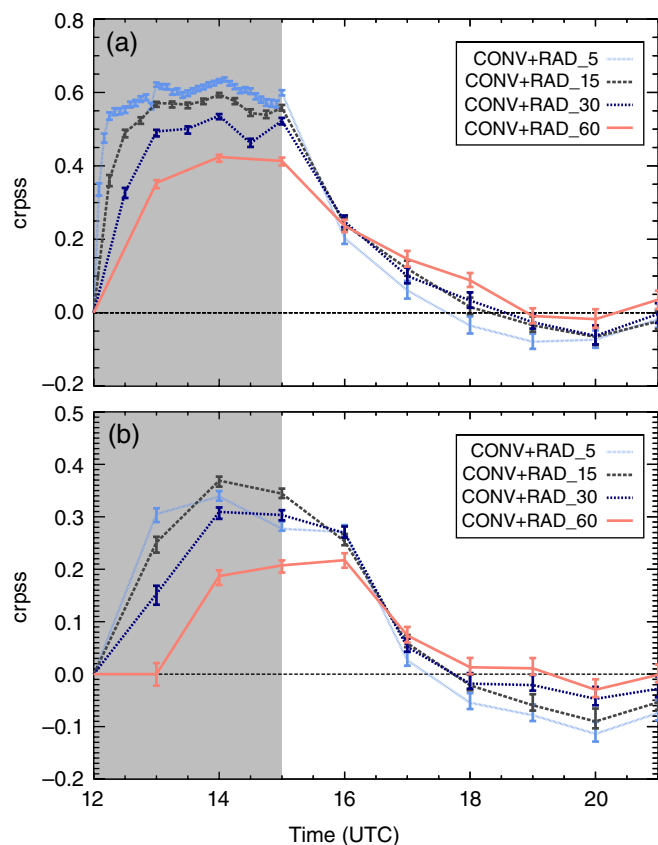 (a)
CONV+RAD_5
CONV+RAD_15
CONV+RAD_30
CONV+RAD_60
0.8
0.6
0.4
0.2
0.0
−0.2
crpss
(b)
CONV+RAD_5
CONV+RAD_15
CONV+RAD_30
CONV+RAD_60
0.5
0.4
0.3
0.2
0.1
0.0
−0.1
−0.2
crpss
12 14 16 18 20
Time (UTC)